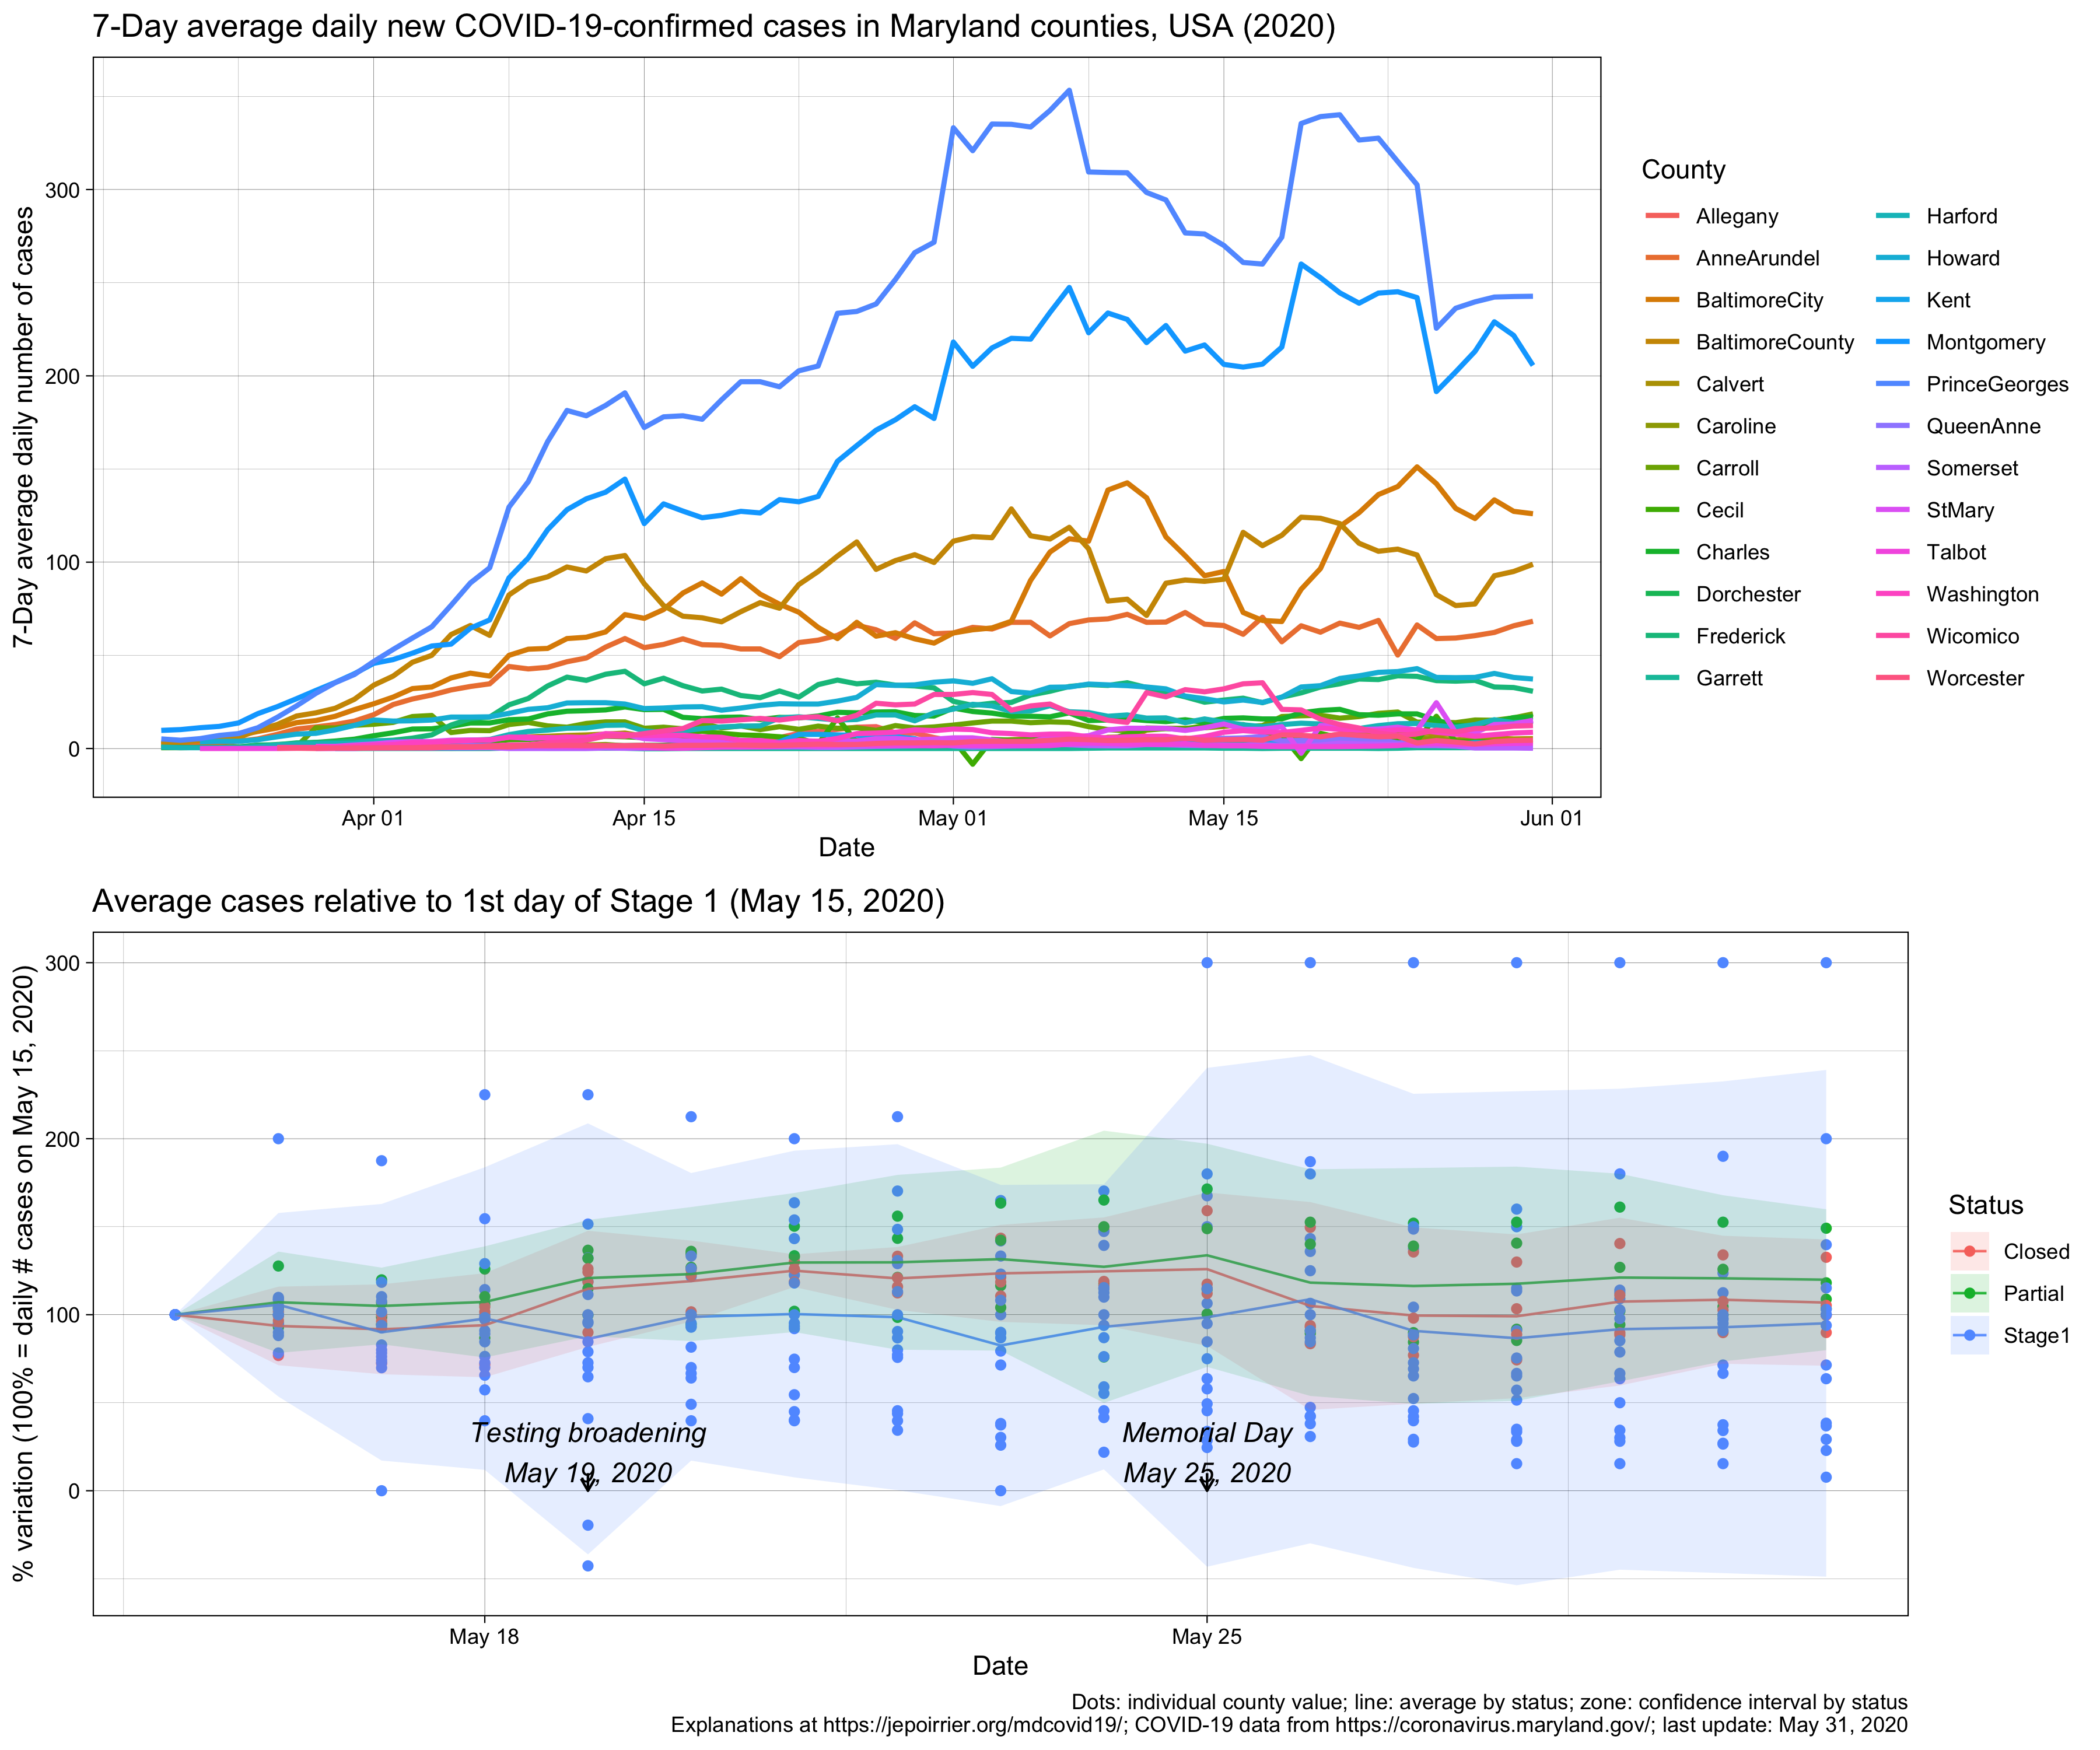 7-Day average daily new COVID-19-confirmed cases in Maryland counties, USA (2020)
7-Day average daily number of cases
300
200
100
0
Apr 01
Apr 15
May 01
May 15
Jun 01
Date
County
Allegany
AnneArundel
BaltimoreCity
BaltimoreCounty
Calvert
Caroline
Carroll
Cecil
Charles
Dorchester
Frederick
Garrett
Harford
Howard
Kent
Montgomery
PrinceGeorges
QueenAnne
Somerset
StMary
Talbot
Washington
Wicomico
Worcester
Average cases relative to 1st day of Stage 1 (May 15, 2020)
% variation (100% = daily # cases on May 15, 2020)
300
200
100
0
Testing broadening
May 19, 2020
Memorial Day
May 25, 2020
May 18
May 25
Date
Status
Closed
Partial
Stage1
Dots: individual county value; line: average by status; zone: confidence interval by status
Explanations at https://jepoirrier.org/mdcovid19/; COVID-19 data from https://coronavirus.maryland.gov/; last update: May 31, 2020